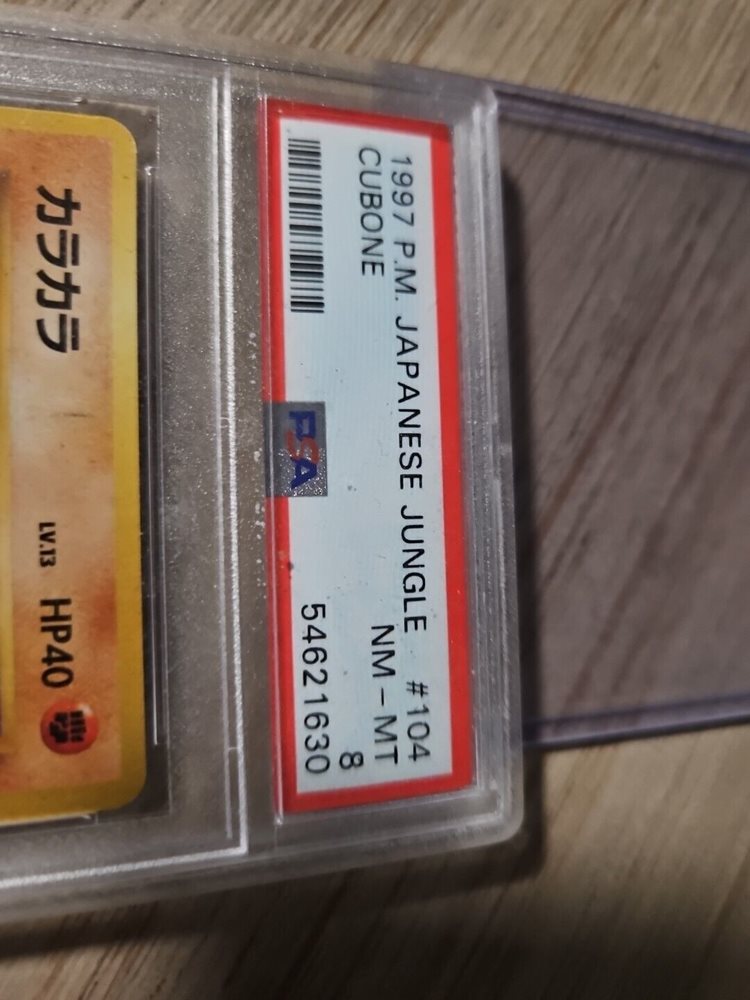 1997 P.M. JAPANESE JUNGLE #104
CUBONE NM - MT
8
PSA 54621630
カラカラ LV.13 HP40